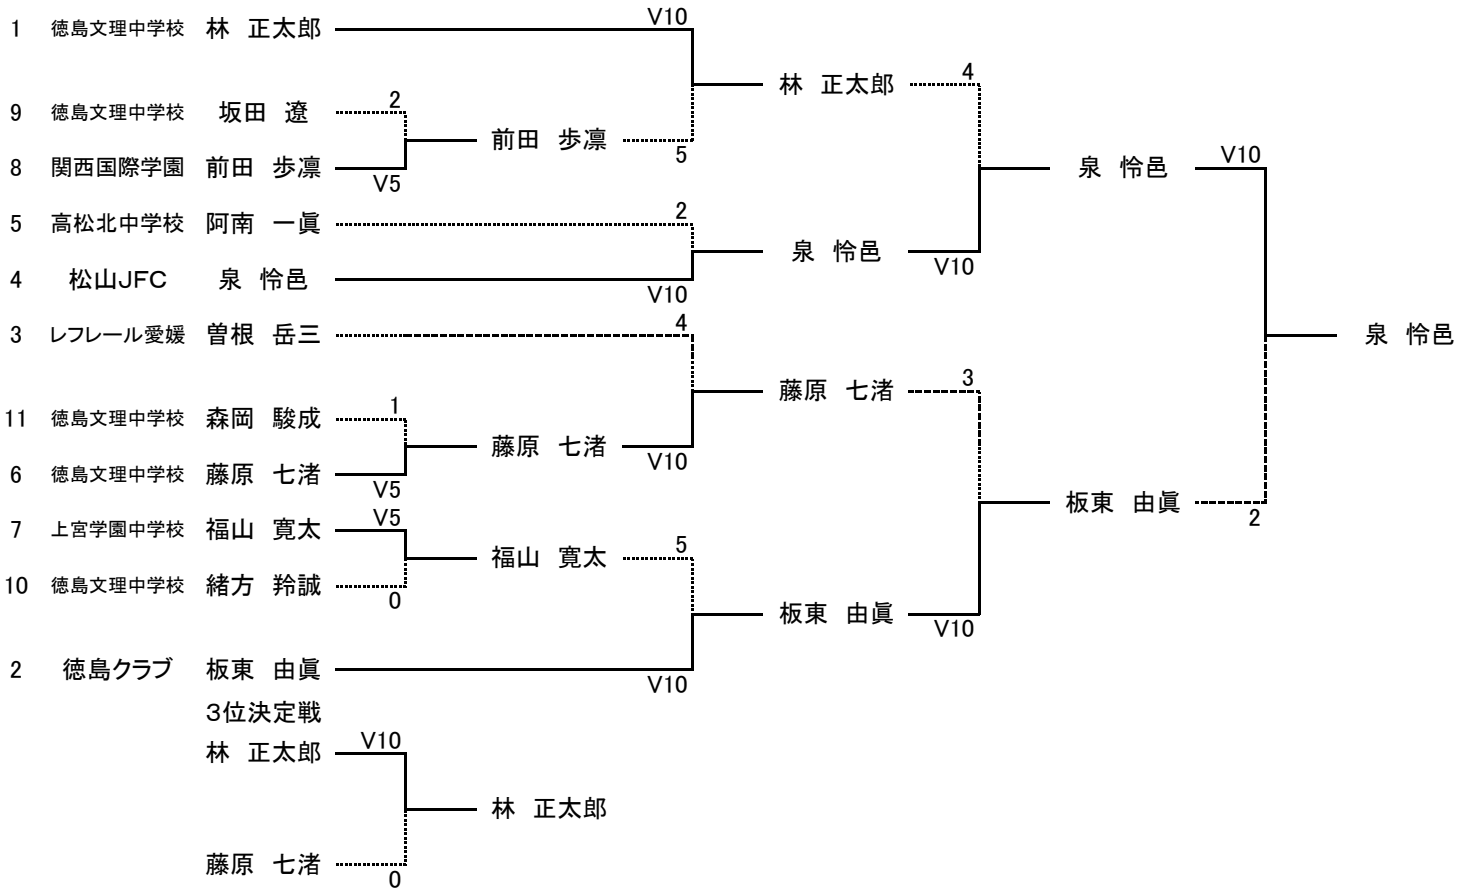 1 徳島文理中学校 林 正太郎 V10
林 正太郎 4
9 徳島文理中学校 坂田 遼 2
前田 歩凛 5
8 関西国際学園 前田 歩凛 V5
泉 怜邑 V10
5 高松北中学校 阿南 一眞 2
泉 怜邑 V10
4 松山JFC 泉 怜邑 V10
3 レフレール愛媛 曽根 岳三 4
泉 怜邑
藤原 七渚 3
11 徳島文理中学校 森岡 駿成 1
藤原 七渚 V10
6 徳島文理中学校 藤原 七渚 V5
板東 由眞 2
7 上宮学園中学校 福山 寛太 V5
福山 寛太 5
10 徳島文理中学校 緒方 羚誠 0
板東 由眞 V10
2 徳島クラブ 板東 由眞 V10
３位決定戦
林 正太郎 V10
林 正太郎
藤原 七渚 0